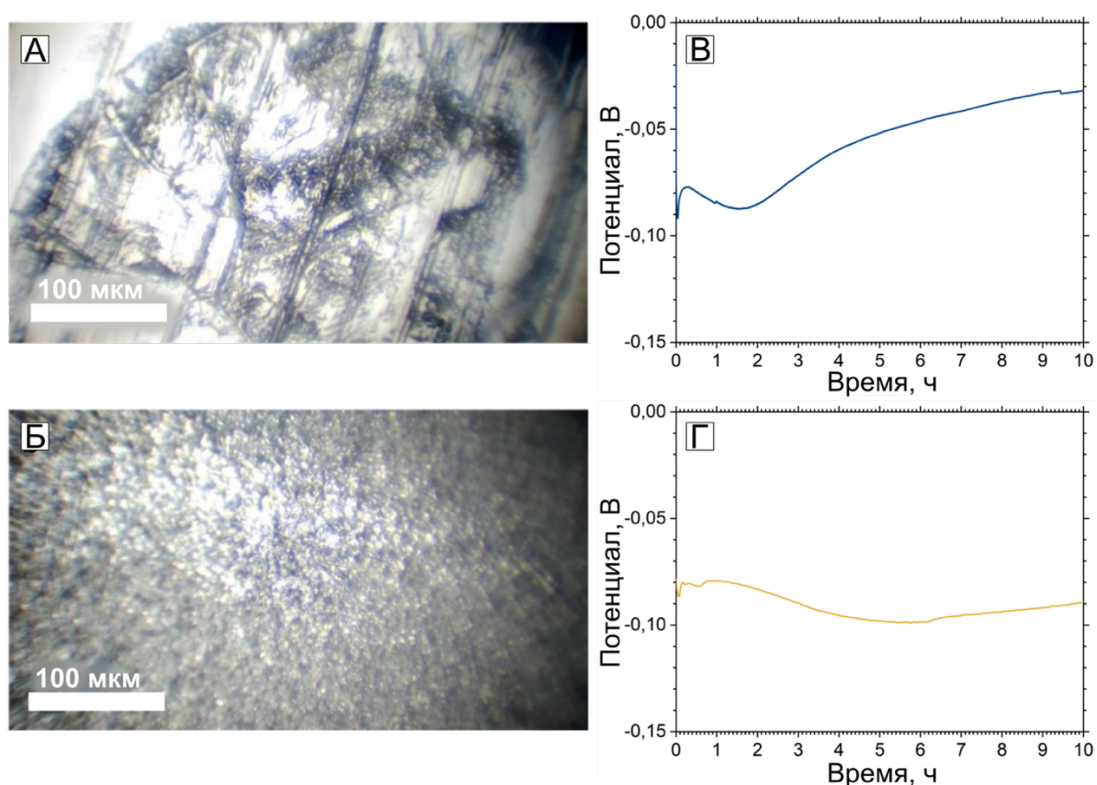 А
100 мкм
В
0,00
-0,05
-0,10
-0,15
Потенциал, В
0 1 2 3 4 5 6 7 8 9 10
Время, ч
Б
100 мкм
Г
0,00
-0,05
-0,10
-0,15
Потенциал, В
0 1 2 3 4 5 6 7 8 9 10
Время, ч